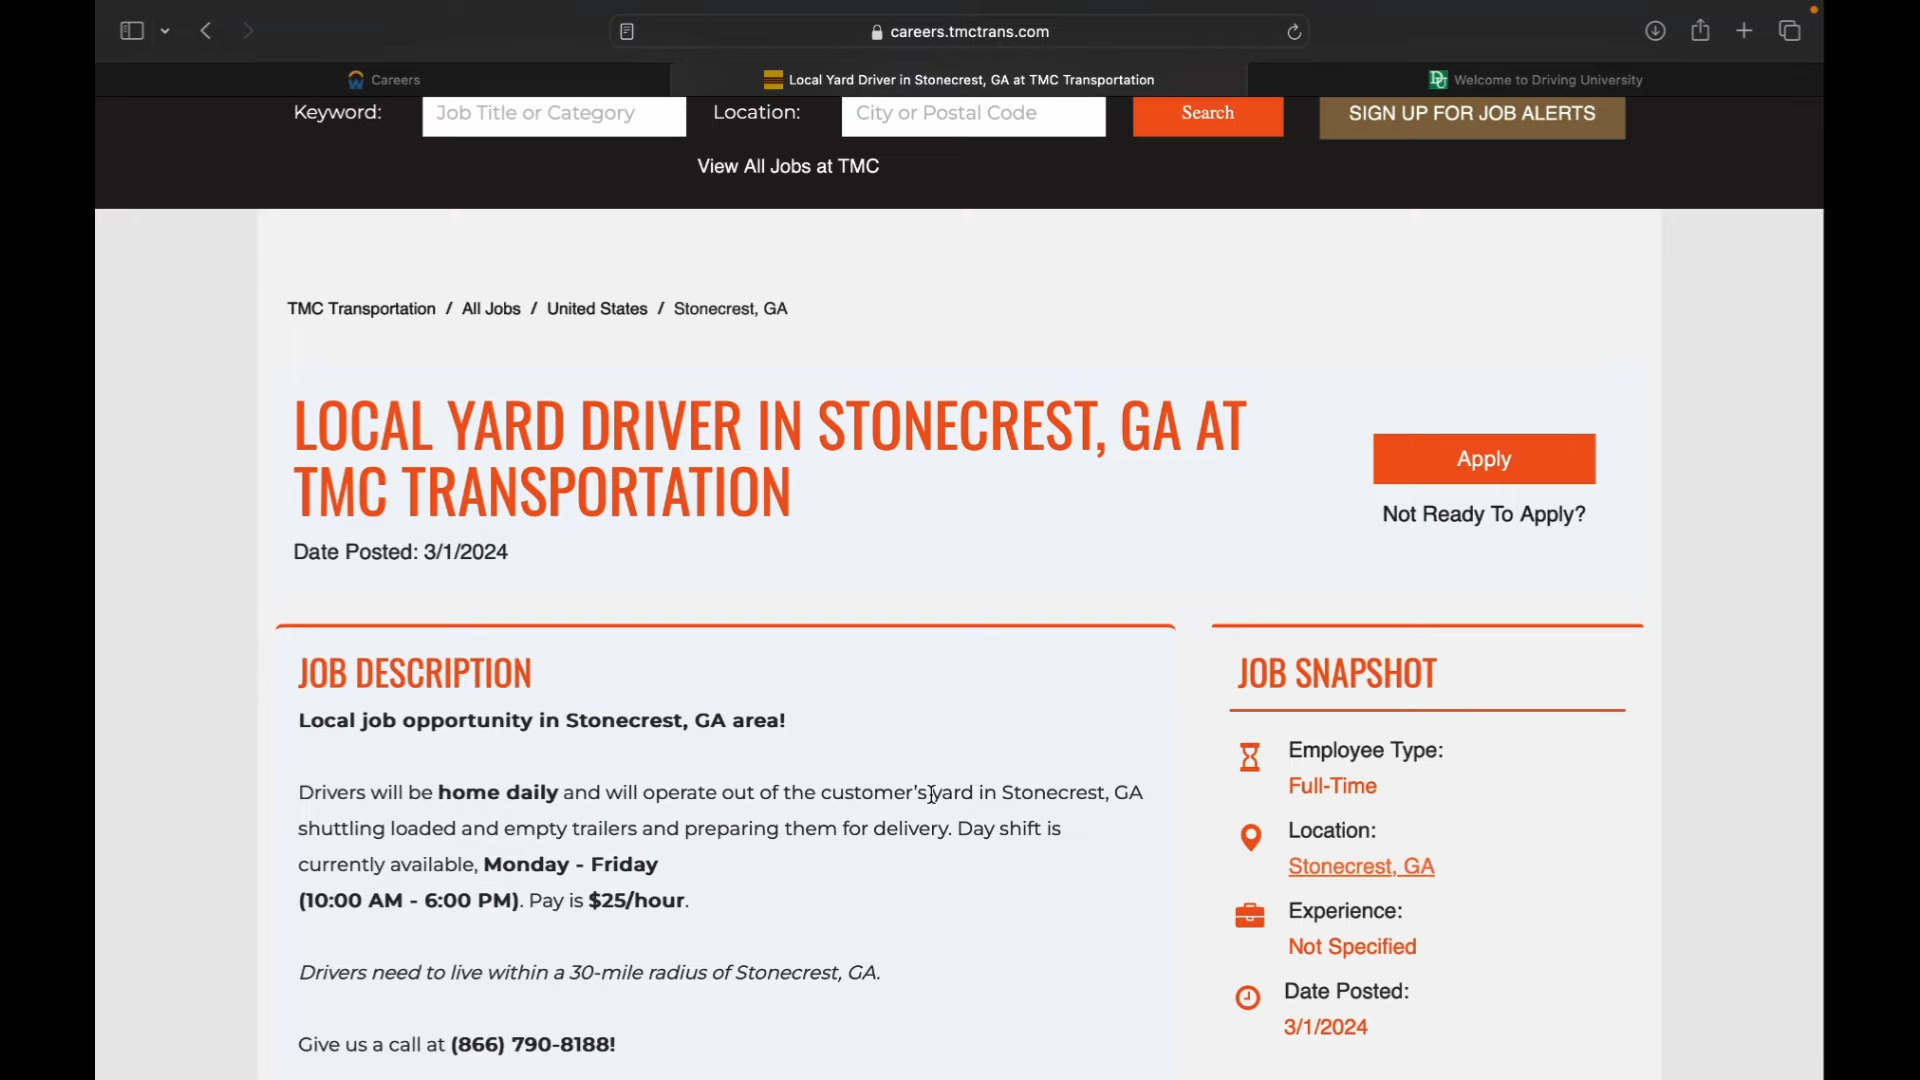 careers.tmctrans.com
Careers
Local Yard Driver in Stonecrest, GA at TMC Transportation
Welcome to Driving University
Keyword:
Job Title or Category
Location:
City or Postal Code
Search
SIGN UP FOR JOB ALERTS
View All Jobs at TMC
TMC Transportation / All Jobs / United States / Stonecrest, GA
LOCAL YARD DRIVER IN STONECREST, GA AT
TMC TRANSPORTATION
Date Posted: 3/1/2024
Apply
Not Ready To Apply?
JOB DESCRIPTION
Local job opportunity in Stonecrest, GA area!
Drivers will be home daily and will operate out of the customer's yard in Stonecrest, GA
shuttling loaded and empty trailers and preparing them for delivery. Day shift is
currently available, Monday - Friday
(10:00 AM - 6:00 PM). Pay is $25/hour.
Drivers need to live within a 30-mile radius of Stonecrest, GA.
Give us a call at (866) 790-8188!
JOB SNAPSHOT
Employee Type:
Full-Time
Location:
Stonecrest, GA
Experience:
Not Specified
Date Posted:
3/1/2024